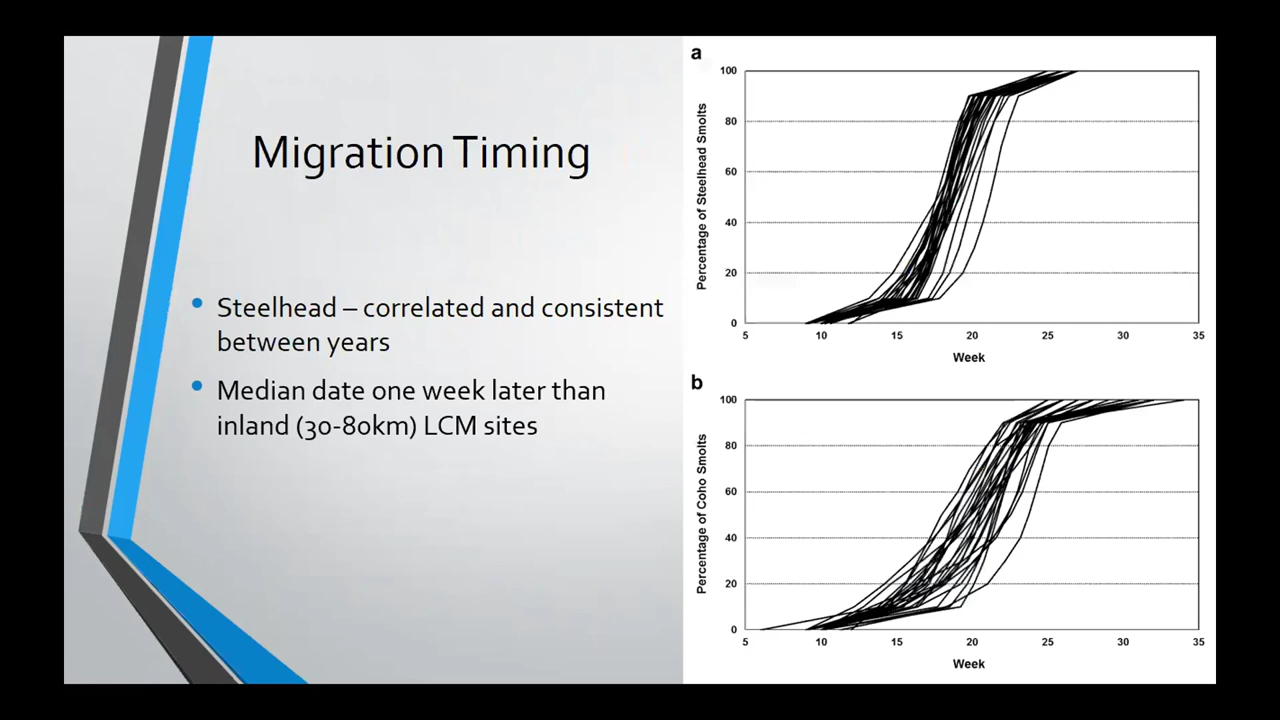 Migration Timing
• Steelhead – correlated and consistent
between years
• Median date one week later than
inland (30-80km) LCM sites
a
Percentage of Steelhead Smolts
100
80
60
40
20
0
5 10 15 20 25 30 35
Week
b
Percentage of Coho Smolts
100
80
60
40
20
0
5 10 15 20 25 30 35
Week